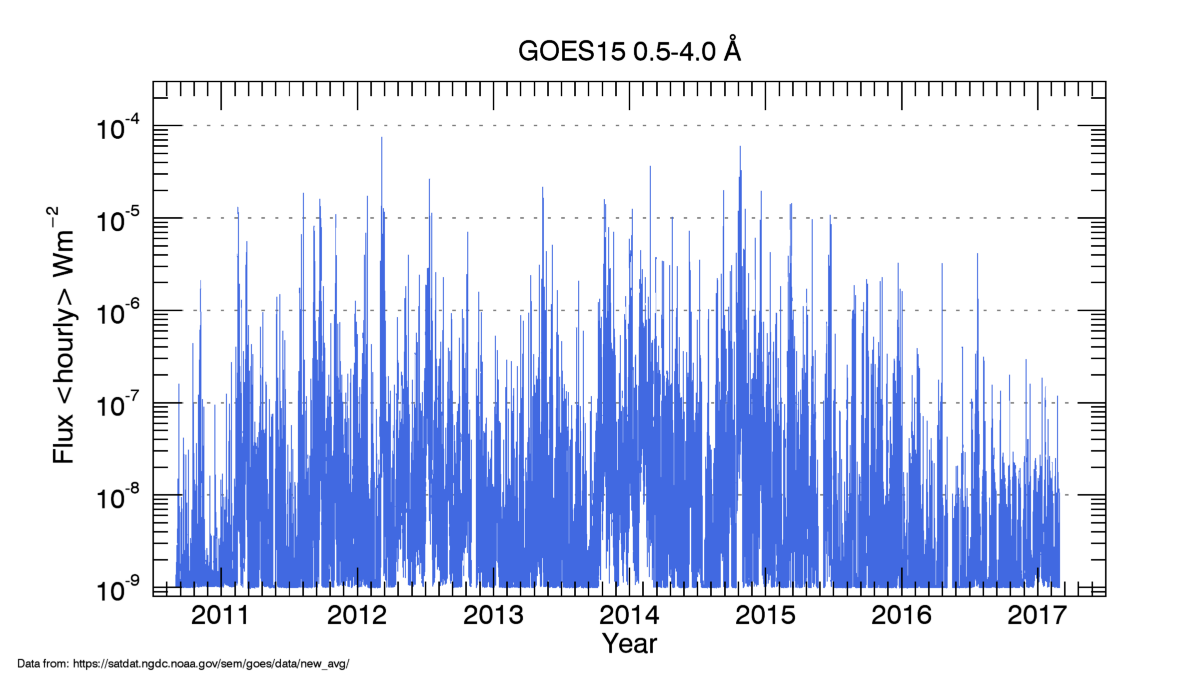 GOES15 0.5-4.0 Å
Flux <hourly> Wm⁻²
10⁻⁴
10⁻⁵
10⁻⁶
10⁻⁷
10⁻⁸
10⁻⁹
2011 2012 2013 2014 2015 2016 2017
Year
Data from: https://satdat.ngdc.noaa.gov/sem/goes/data/new_avg/